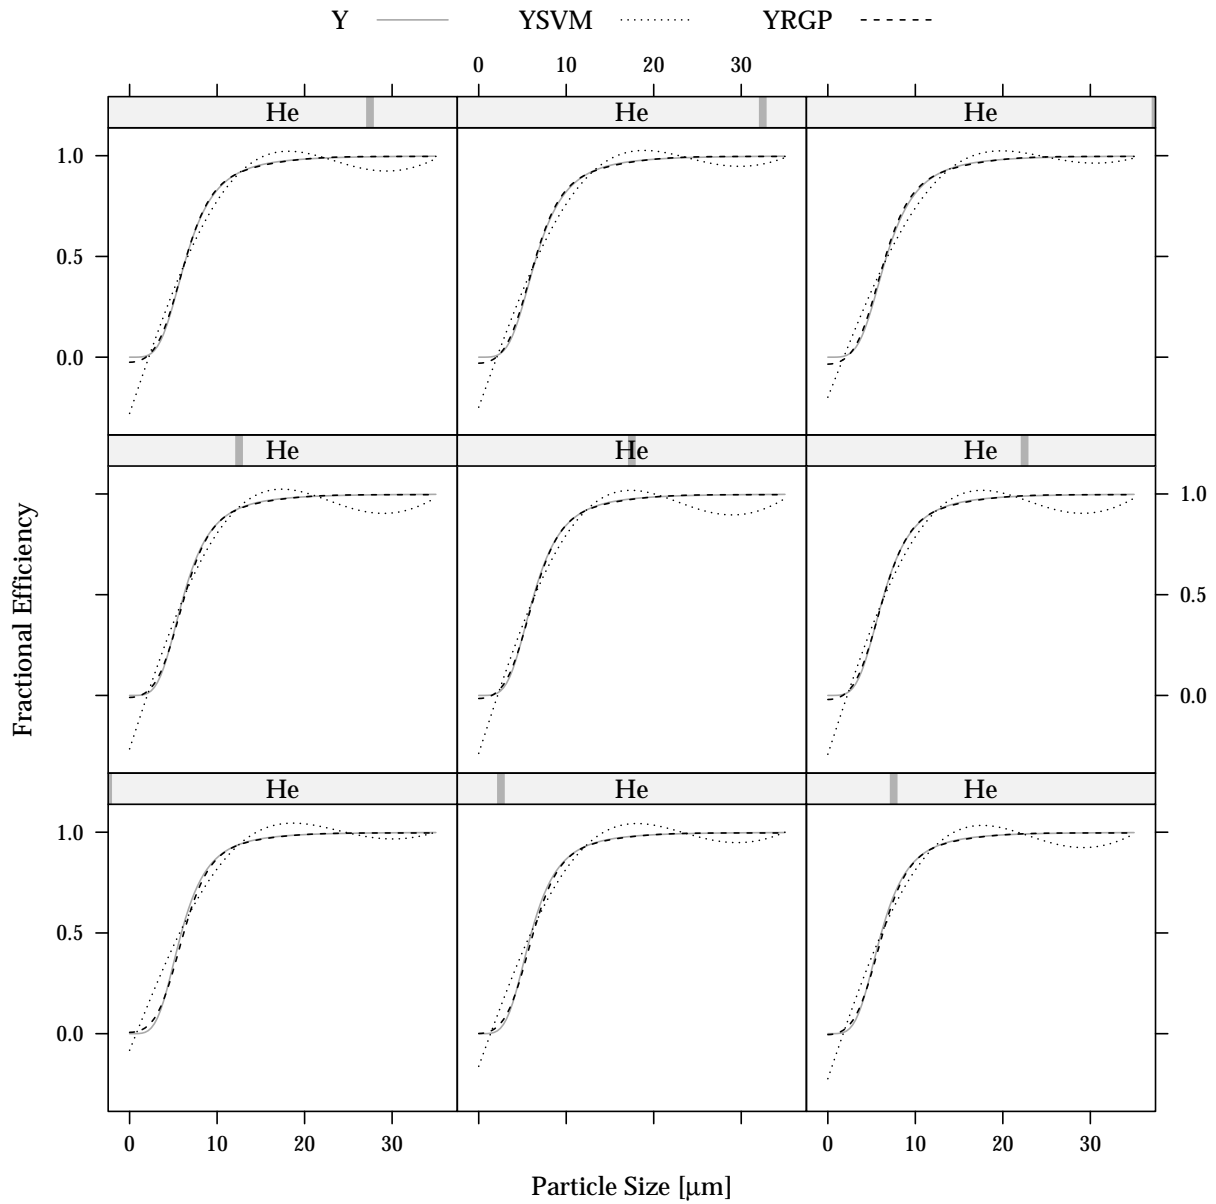 Y YSVM YRGP
0 10 20 30
He He He
1.0
0.5
0.0
He He He
1.0
0.5
0.0
He He He
1.0
0.5
0.0
0 10 20 30 0 10 20 30
Fractional Efficiency
Particle Size [µm]